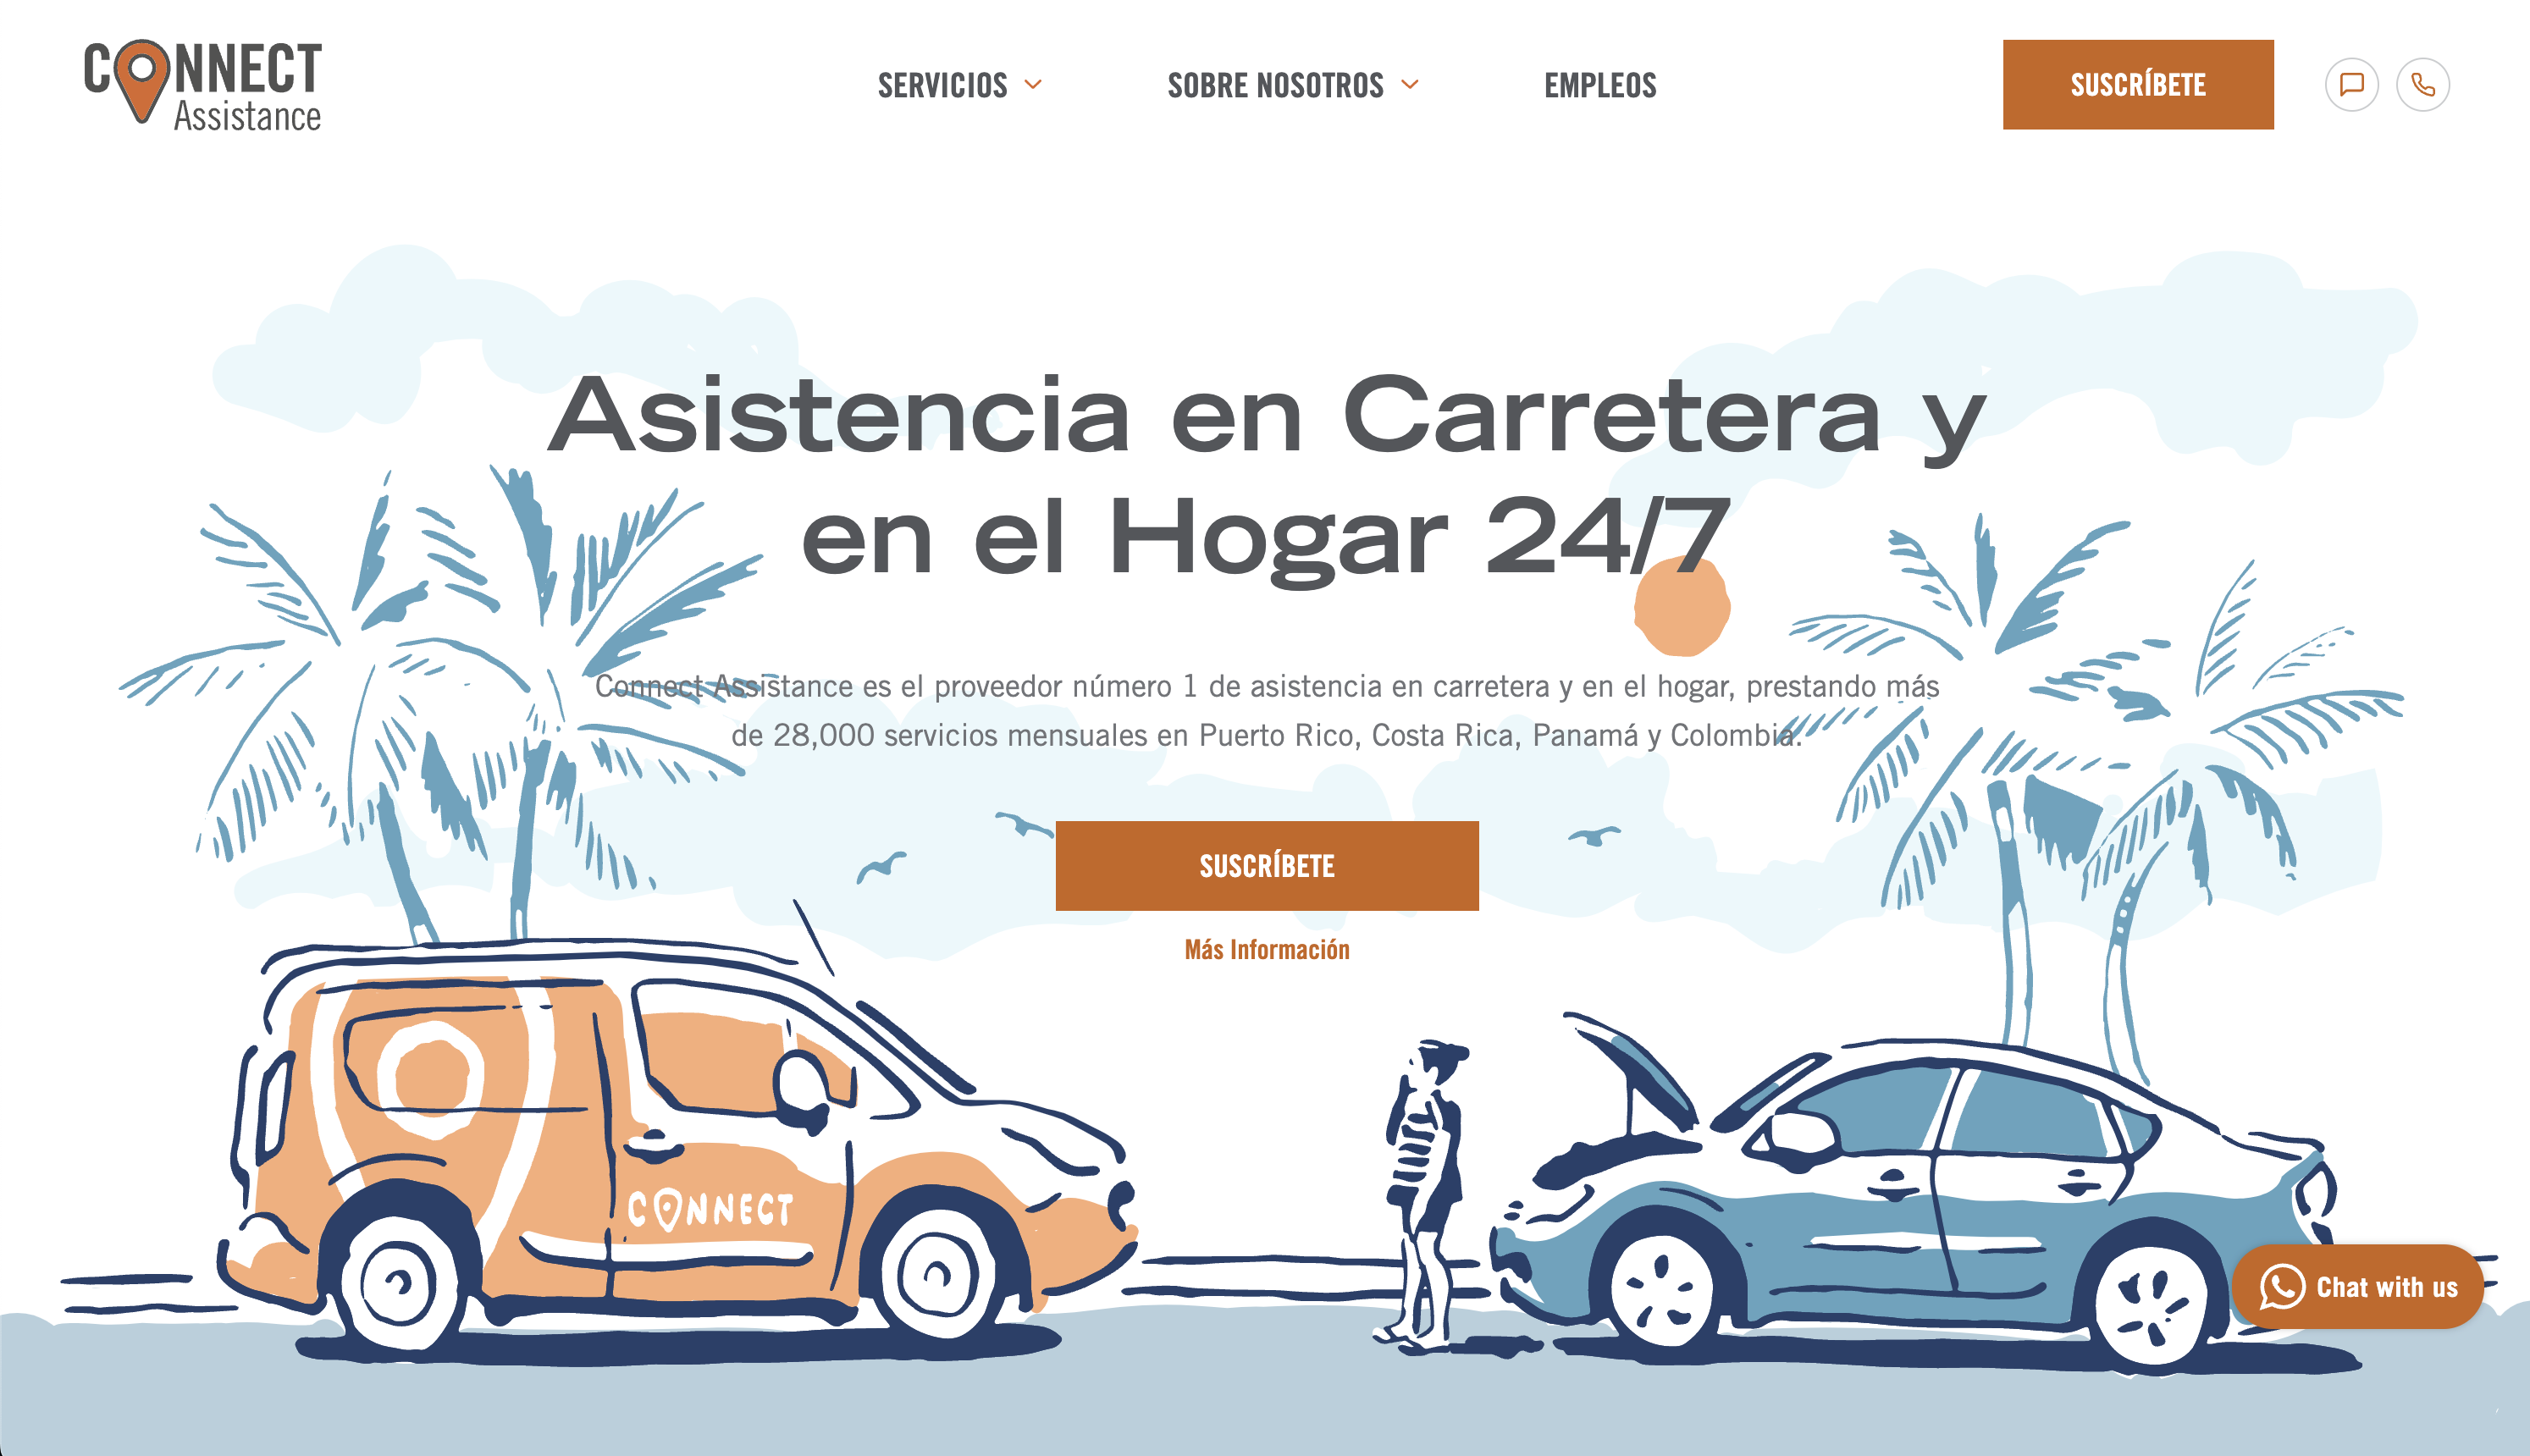 CONNECT
Assistance
SERVICIOS
SOBRE NOSOTROS
EMPLEOS
SUSCRÍBETE
Asistencia en Carretera y
en el Hogar 24/7
Connect Assistance es el proveedor número 1 de asistencia en carretera y en el hogar, prestando más
de 28,000 servicios mensuales en Puerto Rico, Costa Rica, Panamá y Colombia.
SUSCRÍBETE
Más Información
CONNECT
Chat with us